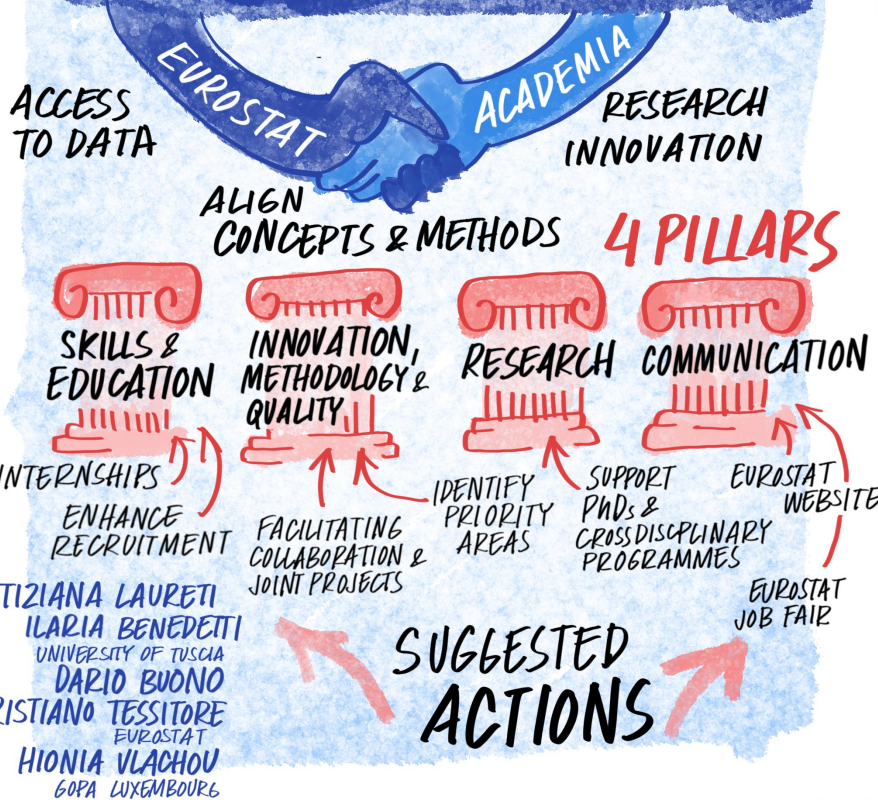 EUROSTAT
ACADEMIA
ACCESS
TO DATA
RESEARCH
INNOVATION
ALIGN
CONCEPTS & METHODS
4 PILLARS
SKILLS &
EDUCATION
INNOVATION,
METHODOLOGY &
QUALITY
RESEARCH
COMMUNICATION
INTERNSHIPS
ENHANCE
RECRUITMENT
FACILITATING
COLLABORATION &
JOINT PROJECTS
IDENTIFY
PRIORITY
AREAS
SUPPORT
PhDs &
CROSSDISCPLINARY
PROGRAMMES
EUROSTAT
WEBSITE
EUROSTAT
JOB FAIR
TIZIANA LAURETI
ILARIA BENEDETTI
UNIVERSITY OF TUSCIA
DARIO BUONO
RISTIANO TESSITORE
EUROSTAT
HIONIA VLACHOU
GOPA LUXEMBOURG
SUGGESTED
ACTIONS